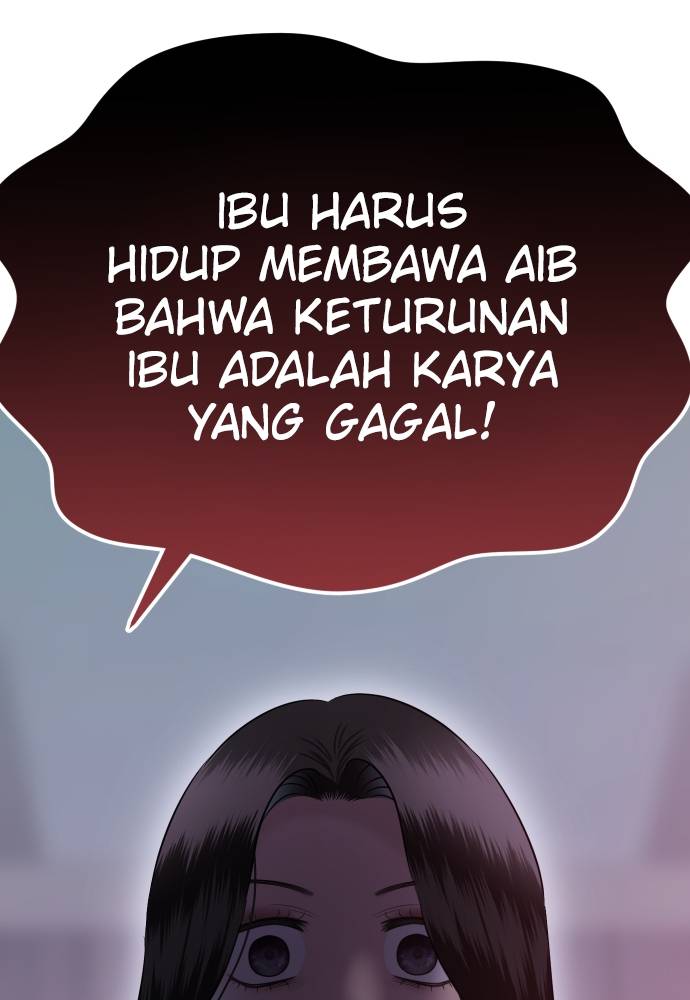 IBU HARUS
HIDUP MEMBAWA AIB
BAHWA KETURUNAN
IBU ADALAH KARYA
YANG GAGAL!